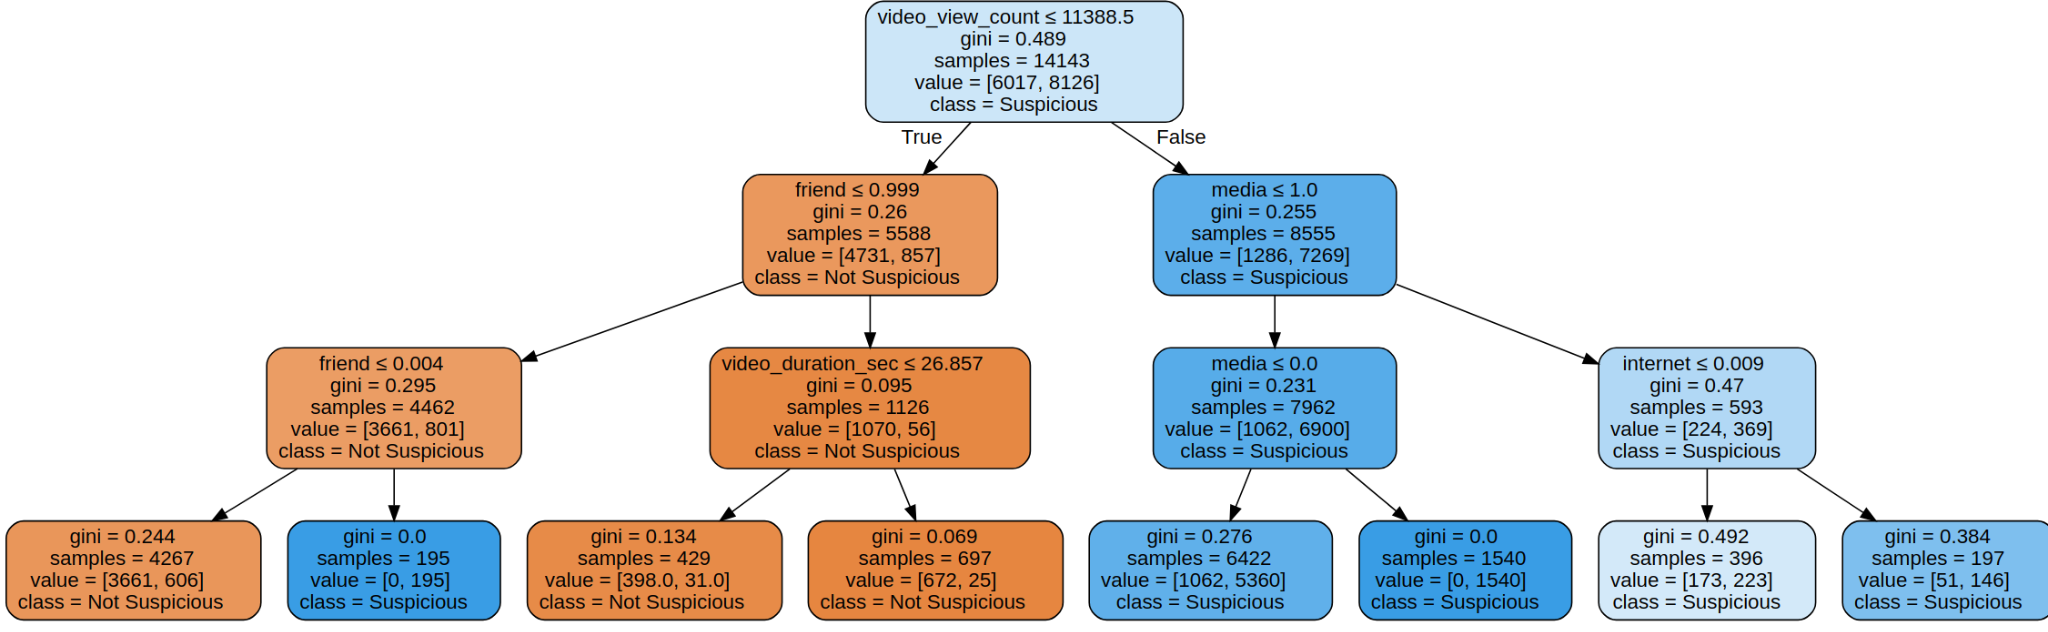 video_view_count ≤ 11388.5
gini = 0.489
samples = 14143
value = [6017, 8126]
class = Suspicious
True
False
friend ≤ 0.999
gini = 0.26
samples = 5588
value = [4731, 857]
class = Not Suspicious
media ≤ 1.0
gini = 0.255
samples = 8555
value = [1286, 7269]
class = Suspicious
friend ≤ 0.004
gini = 0.295
samples = 4462
value = [3661, 801]
class = Not Suspicious
video_duration_sec ≤ 26.857
gini = 0.095
samples = 1126
value = [1070, 56]
class = Not Suspicious
media ≤ 0.0
gini = 0.231
samples = 7962
value = [1062, 6900]
class = Suspicious
internet ≤ 0.009
gini = 0.47
samples = 593
value = [224, 369]
class = Suspicious
gini = 0.244
samples = 4267
value = [3661, 606]
class = Not Suspicious
gini = 0.0
samples = 195
value = [0, 195]
class = Suspicious
gini = 0.134
samples = 429
value = [398.0, 31.0]
class = Not Suspicious
gini = 0.069
samples = 697
value = [672, 25]
class = Not Suspicious
gini = 0.276
samples = 6422
value = [1062, 5360]
class = Suspicious
gini = 0.0
samples = 1540
value = [0, 1540]
class = Suspicious
gini = 0.492
samples = 396
value = [173, 223]
class = Suspicious
gini = 0.384
samples = 197
value = [51, 146]
class = Suspicious